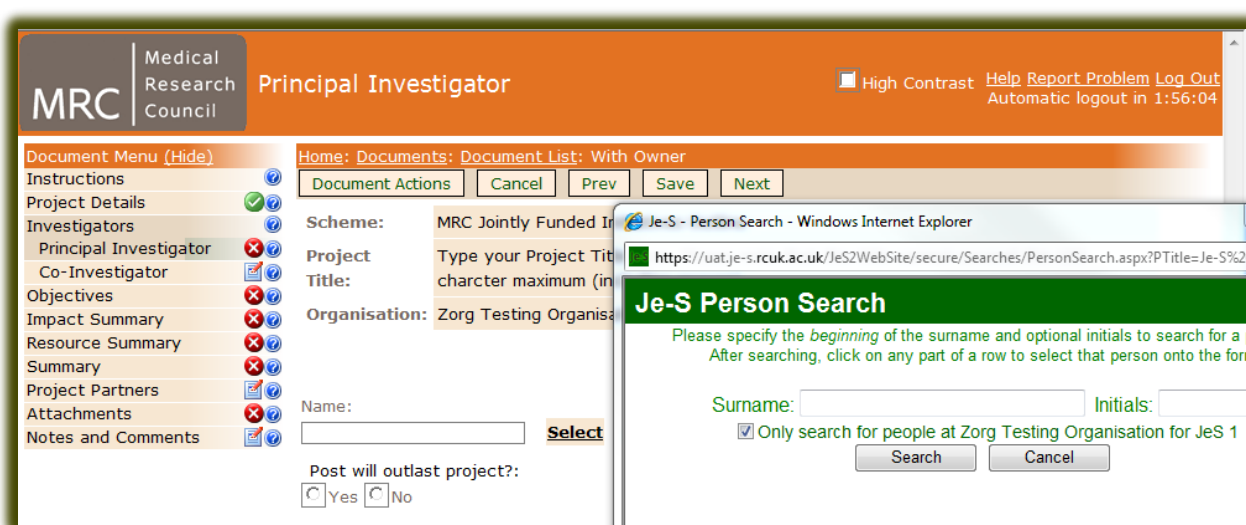 MRC
Medical
Research
Council
Principal Investigator
High Contrast Help Report Problem Log Out
Automatic logout in 1:56:04
Document Menu (Hide)
Instructions
Project Details
Investigators
Principal Investigator
Co-Investigator
Objectives
Impact Summary
Resource Summary
Summary
Project Partners
Attachments
Notes and Comments
Home: Documents: Document List: With Owner
Document Actions Cancel Prev Save Next
Scheme: MRC Jointly Funded In
Project Title: Type your Project Tit
charcter maximum (in
Organisation: Zorg Testing Organisa
Name:
Select
Post will outlast project?:
Yes No
Je-S - Person Search - Windows Internet Explorer
https://uat.je-s.rcuk.ac.uk/JeS2WebSite/secure/Searches/PersonSearch.aspx?PTitle=Je-S%2
Je-S Person Search
Please specify the beginning of the surname and optional initials to search for a
After searching, click on any part of a row to select that person onto the for
Surname: Initials:
Only search for people at Zorg Testing Organisation for JeS 1
Search Cancel